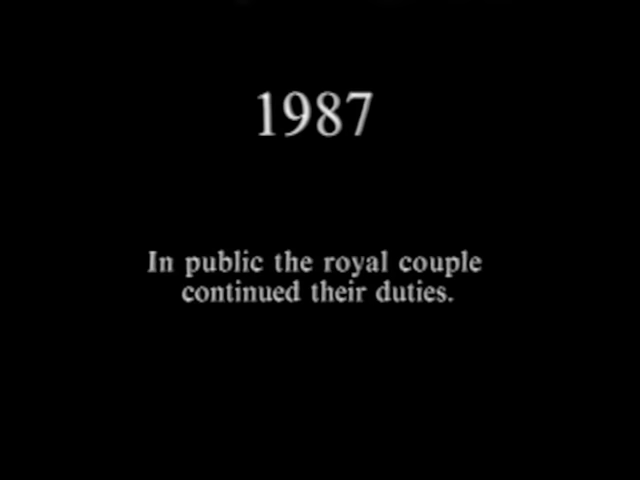 1987
In public the royal couple
continued their duties.